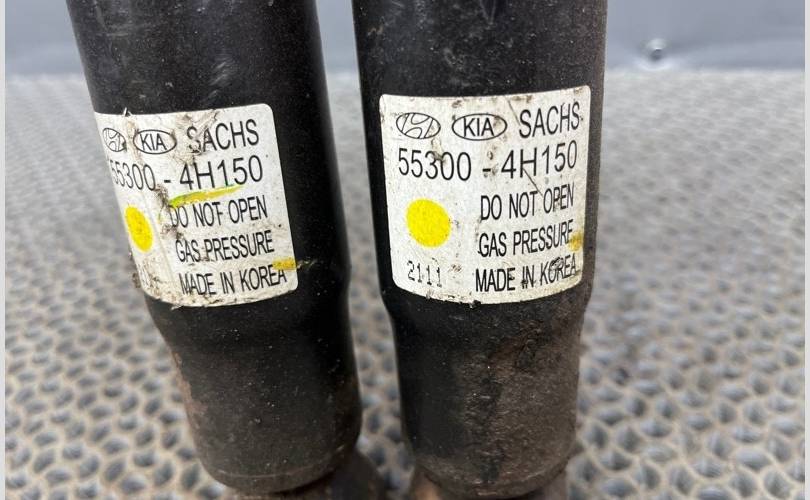 KIA SACHS
55300 - 4H150
DO NOT OPEN
GAS PRESSURE
MADE IN KOREA
KIA SACHS
55300 - 4H150
DO NOT OPEN
GAS PRESSURE
2111 MADE IN KOREA